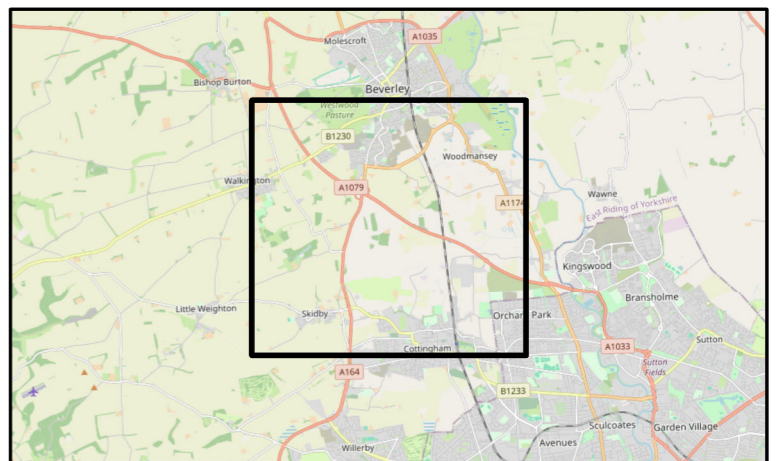 A1035
Molescroft
Bishop Burton
Beverley
Westwood
Pasture
B1230
Woodmansey
Walkington
A1079
Wawne
A1174
East Riding of Yorkshire
Kingswood
Bransholme
Little Weighton
Skidby
Orchard Park
Sutton
Cottingham
A1033
Sutton
Fields
A164
B1233
Sculcoates
Garden Village
Avenues
Willerby